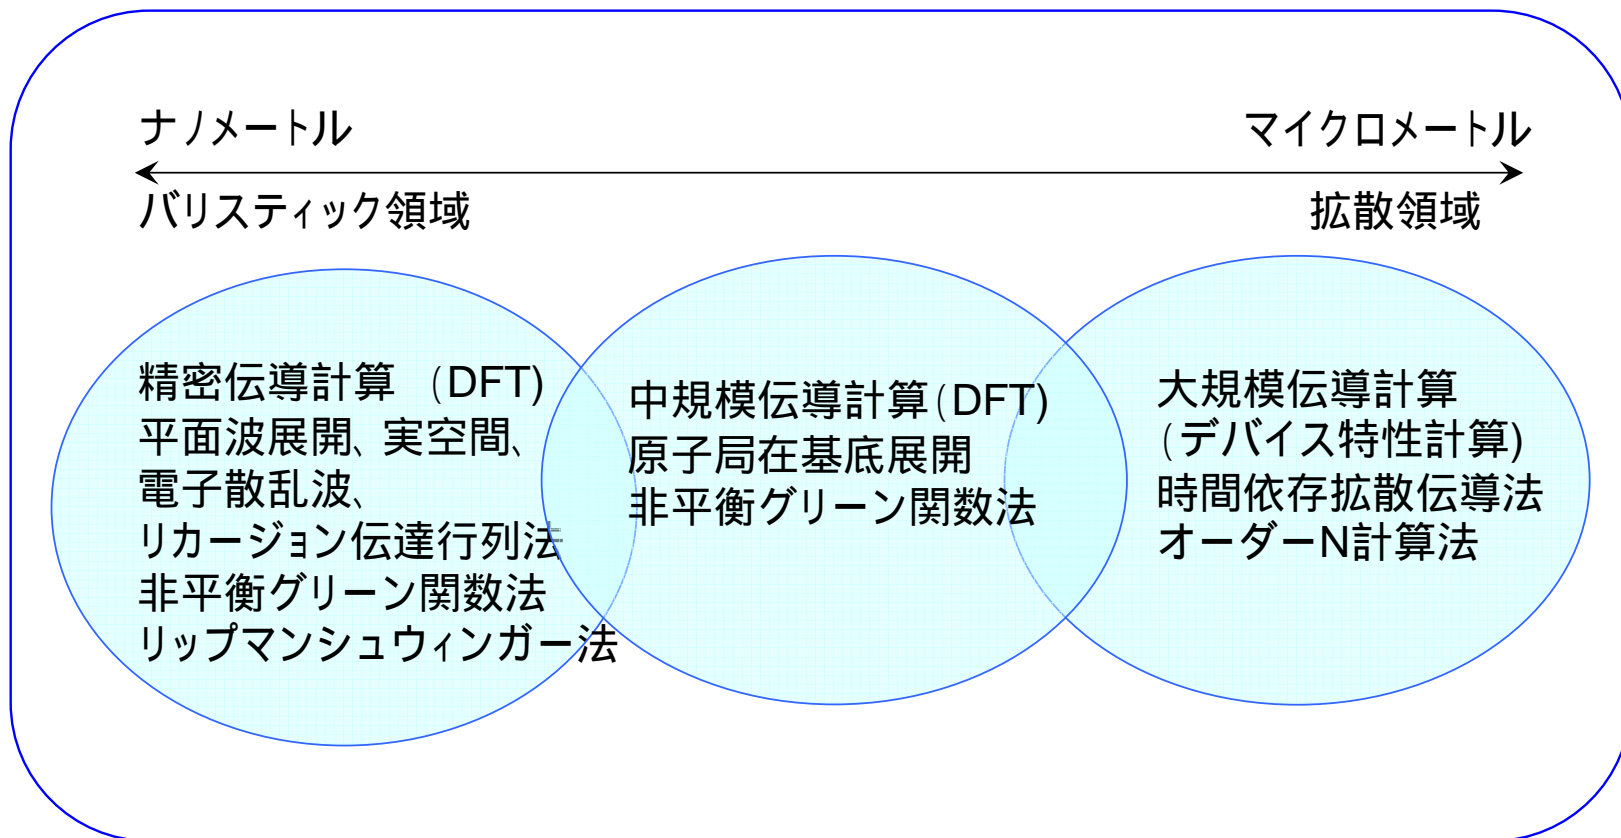 ナノメートル
マイクロメートル
バリスティック領域
拡散領域
精密伝導計算 (DFT)
平面波展開、実空間、
電子散乱波、
リカージョン伝達行列法
非平衡グリーン関数法
リップマンシュウィンガー法
中規模伝導計算(DFT)
原子局在基底展開
非平衡グリーン関数法
大規模伝導計算
(デバイス特性計算)
時間依存拡散伝導法
オーダーN計算法